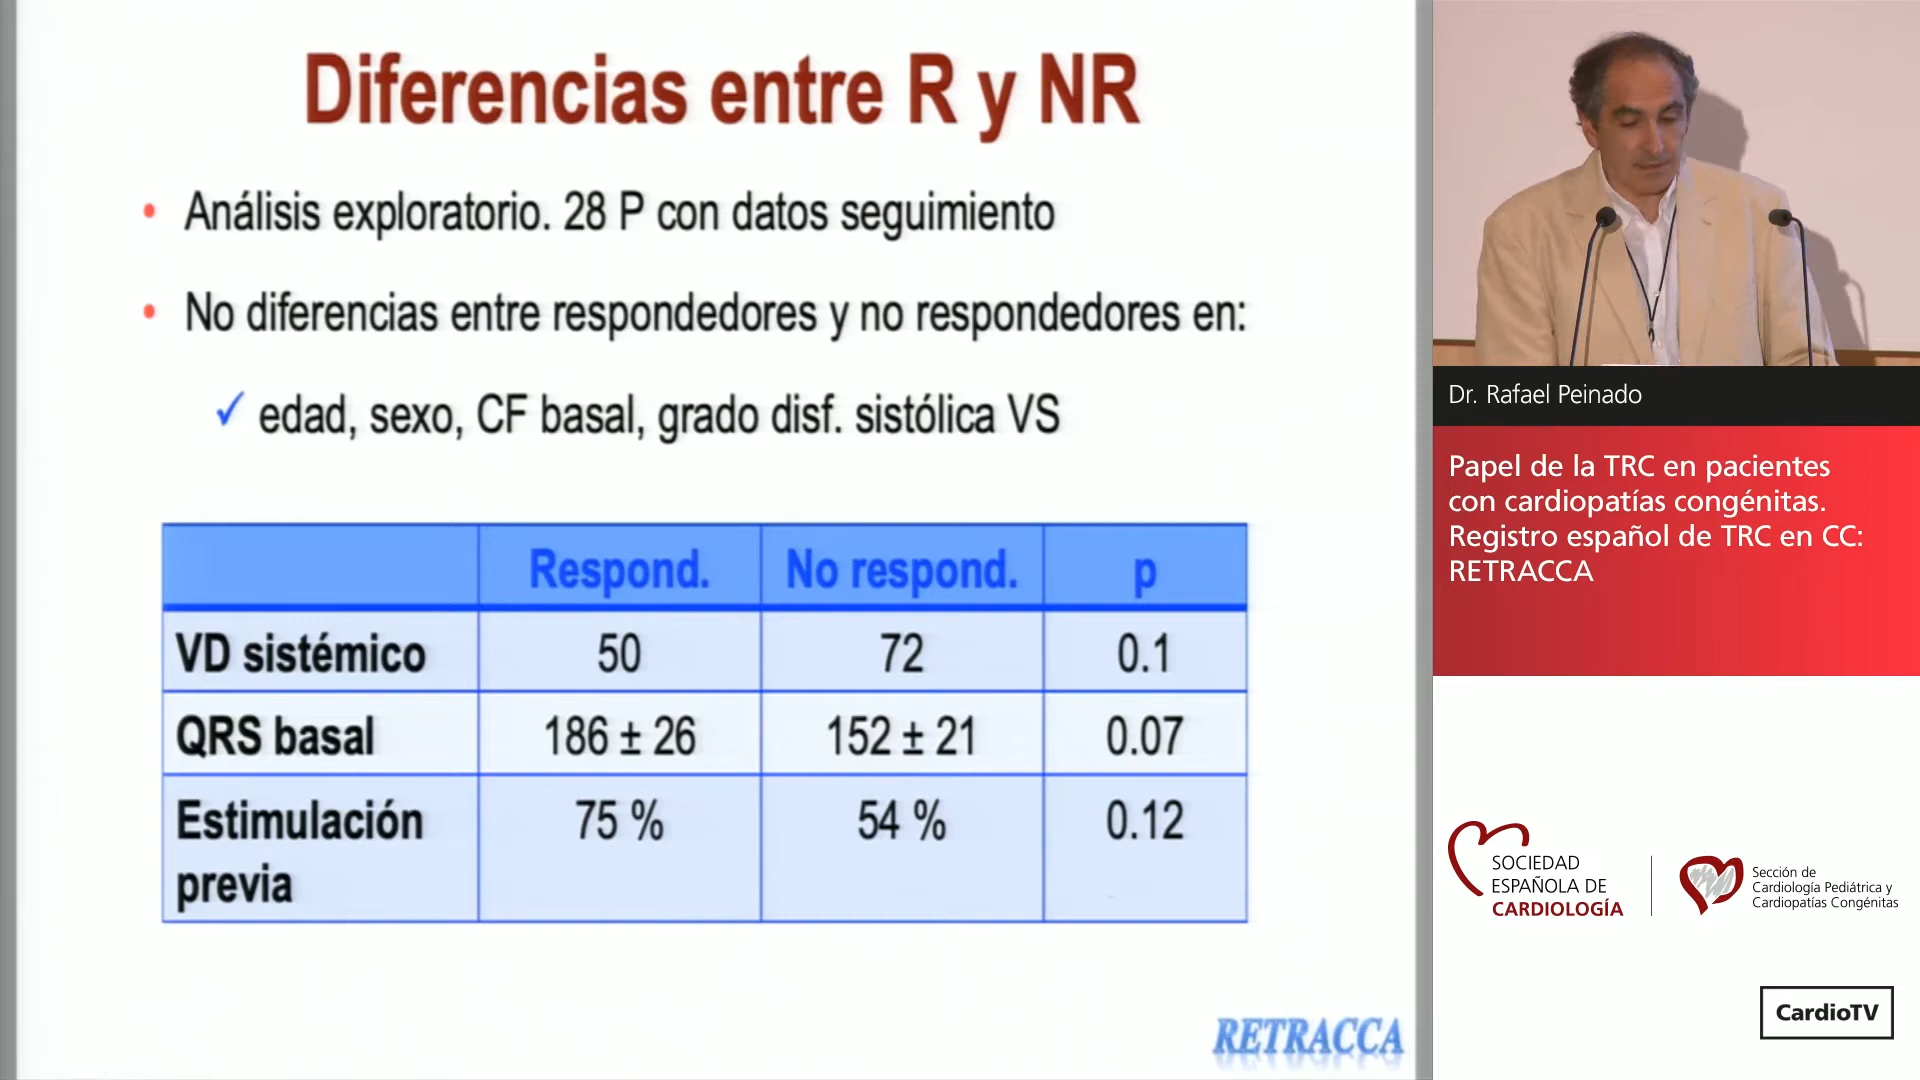 Diferencias entre R y NR
• Análisis exploratorio. 28 P con datos seguimiento
• No diferencias entre respondedores y no respondedores en:
✓ edad, sexo, CF basal, grado disf. sistólica VS
Respond. No respond. p
VD sistémico 50 72 0.1
QRS basal 186 ± 26 152 ± 21 0.07
Estimulación previa 75 % 54 % 0.12
RETRACCA
Dr. Rafael Peinado
Papel de la TRC en pacientes
con cardiopatías congénitas.
Registro español de TRC en CC:
RETRACCA
SOCIEDAD
ESPAÑOLA DE
CARDIOLOGÍA
Sección de
Cardiología Pediátrica y
Cardiopatías Congénitas
CardioTV